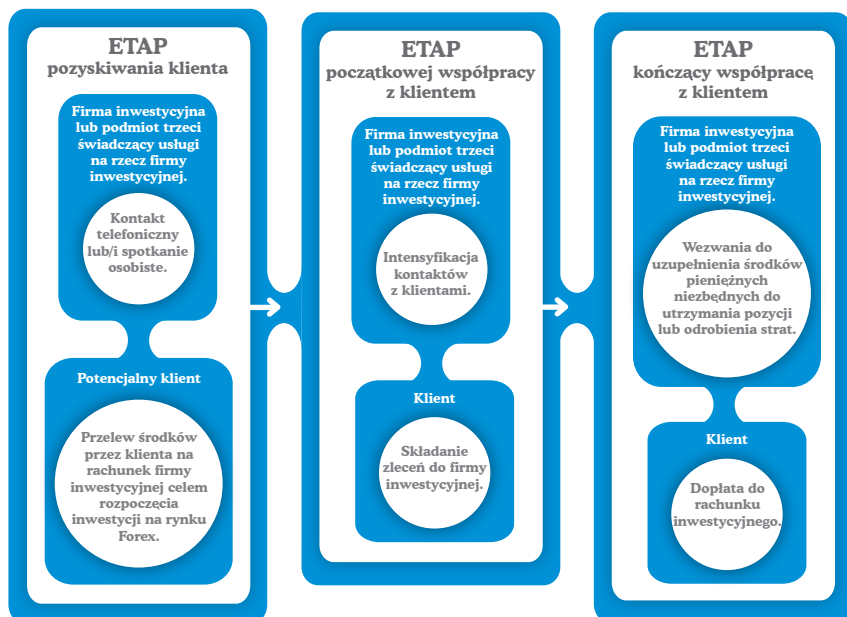 ETAP
pozyskiwania klienta
Firma inwestycyjna
lub podmiot trzeci
świadczący usługi
na rzecz firmy
inwestycyjnej.
Kontakt
telefoniczny
lub/i spotkanie
osobiste.
Potencjalny klient
Przelew środków
przez klienta na
rachunek firmy
inwestycyjnej celem
rozpoczęcia
inwestycji na rynku
Forex.
ETAP
początkowej współpracy
z klientem
Firma inwestycyjna
lub podmiot trzeci
świadczący usługi
na rzecz firmy
inwestycyjnej.
Intensyfikacja
kontaktów
z klientami.
Klient
Składanie
zleceń do firmy
inwestycyjnej.
ETAP
kończący współpracę
z klientem
Firma inwestycyjna
lub podmiot trzeci
świadczący usługi
na rzecz firmy
inwestycyjnej.
Wezwania do
uzupełnienia środków
pieniężnych
niezbędnych do
utrzymania pozycji
lub odrobienia strat.
Klient
Dopłata do
rachunku
inwestycyjnego.